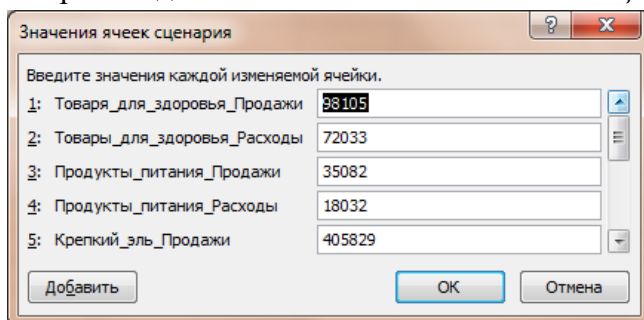 Значения ячеек сценария
Введите значения каждой изменяемой ячейки.
1: Товаря_для_здоровья_Продажи 98105
2: Товары_для_здоровья_Расходы 72033
3: Продукты_питания_Продажи 35082
4: Продукты_питания_Расходы 18032
5: Крепкий_эль_Продажи 405829
Добавить ОК Отмена